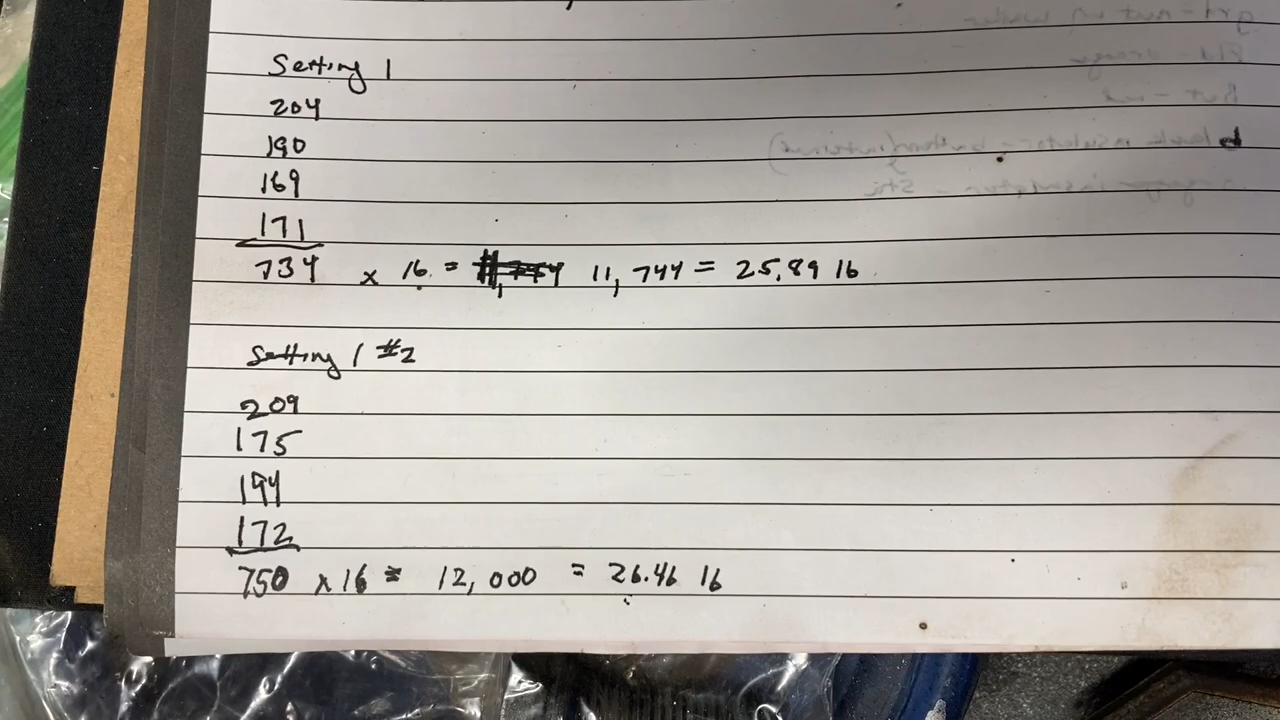 Setting 1
204
190
169
171
734 x 16 = 11,744 = 25.89 lb
Setting 1 #2
209
175
194
172
750 x 16 = 12,000 = 26.46 lb